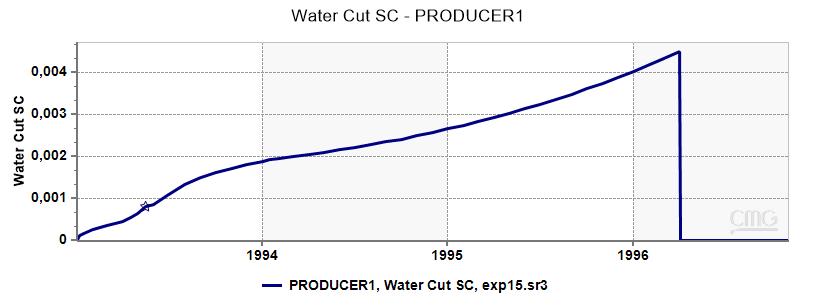 Water Cut SC - PRODUCER1
Water Cut SC
0,004
0,003
0,002
0,001
0
1994
1995
1996
CMG
PRODUCER1, Water Cut SC, exp15.sr3